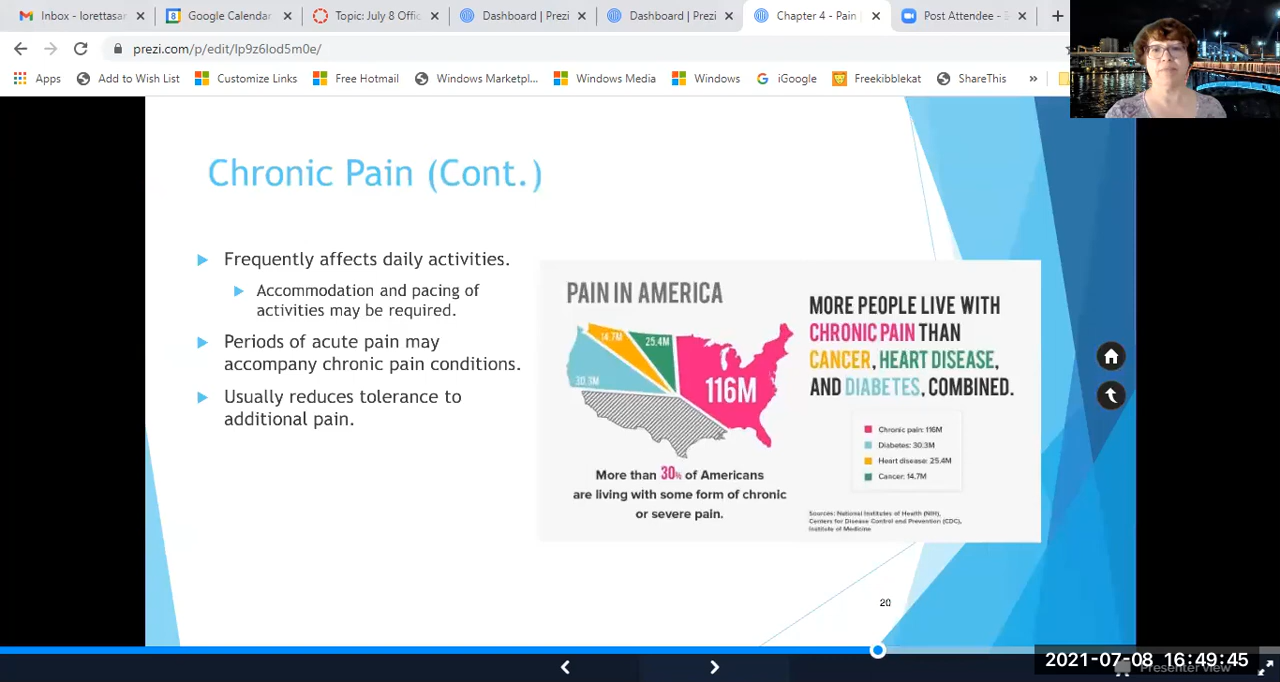 Inbox - lorettasar
Google Calendar
Topic: July 8 Offic
Dashboard | Prezi
Dashboard | Prezi
Chapter 4 - Pain |
Post Attendee -
prezi.com/p/edit/lp9z6lod5m0e/
Apps
Add to Wish List
Customize Links
Free Hotmail
Windows Marketpl...
Windows Media
Windows
iGoogle
Freekibblekat
ShareThis
»
Chronic Pain (Cont.)
Frequently affects daily activities.
Accommodation and pacing of
activities may be required.
Periods of acute pain may
accompany chronic pain conditions.
Usually reduces tolerance to
additional pain.
PAIN IN AMERICA
14.7M
25.4M
30.3M
116M
More than 30% of Americans
are living with some form of chronic
or severe pain.
MORE PEOPLE LIVE WITH
CHRONIC PAIN THAN
CANCER, HEART DISEASE,
AND DIABETES, COMBINED.
Chronic pain: 116M
Diabetes: 30.3M
Heart disease: 25.4M
Cancer: 14.7M
Sources: National Institutes of Health (NIH),
Centers for Disease Control and Prevention (CDC),
Institute of Medicine
20
2021-07-08 16:49:45
Presenter view